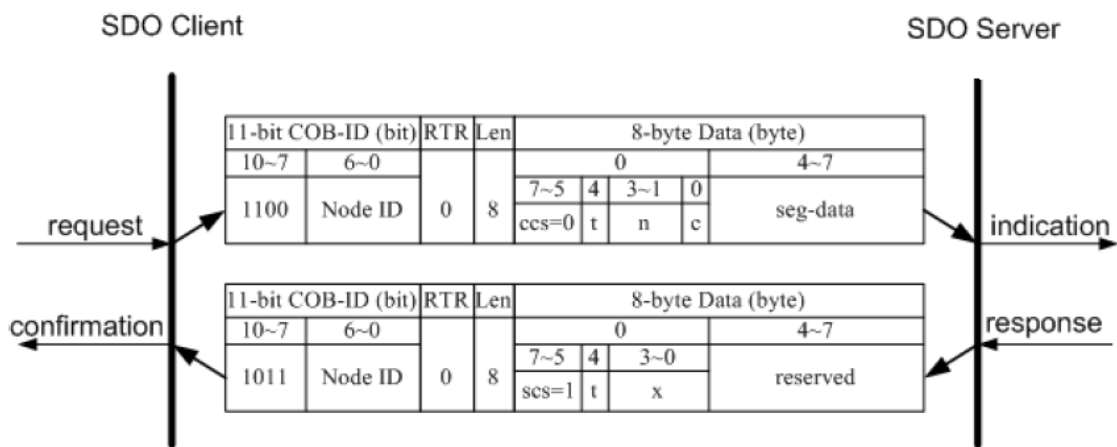 SDO Client
SDO Server
11-bit COB-ID (bit) RTR Len 8-byte Data (byte)
10~7 6~0 0 4~7
7~5 4 3~1 0
1100 Node ID 0 8 seg-data
ccs=0 t n c
request
indication
11-bit COB-ID (bit) RTR Len 8-byte Data (byte)
10~7 6~0 0 4~7
confirmation
response
7~5 4 3~0
1011 Node ID 0 8 reserved
scs=1 t x